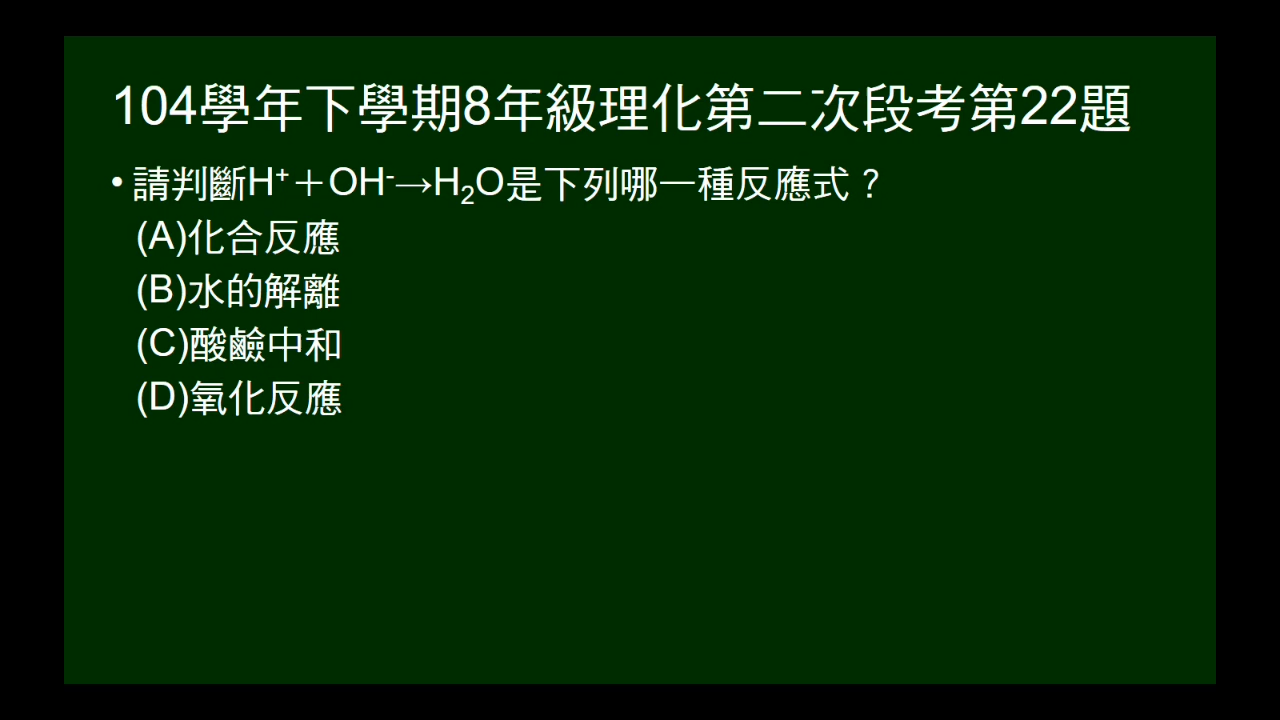 104學年下學期8年級理化第二次段考第22題
• 請判斷H⁺＋OH⁻→H₂O是下列哪一種反應式？
(A)化合反應
(B)水的解離
(C)酸鹼中和
(D)氧化反應